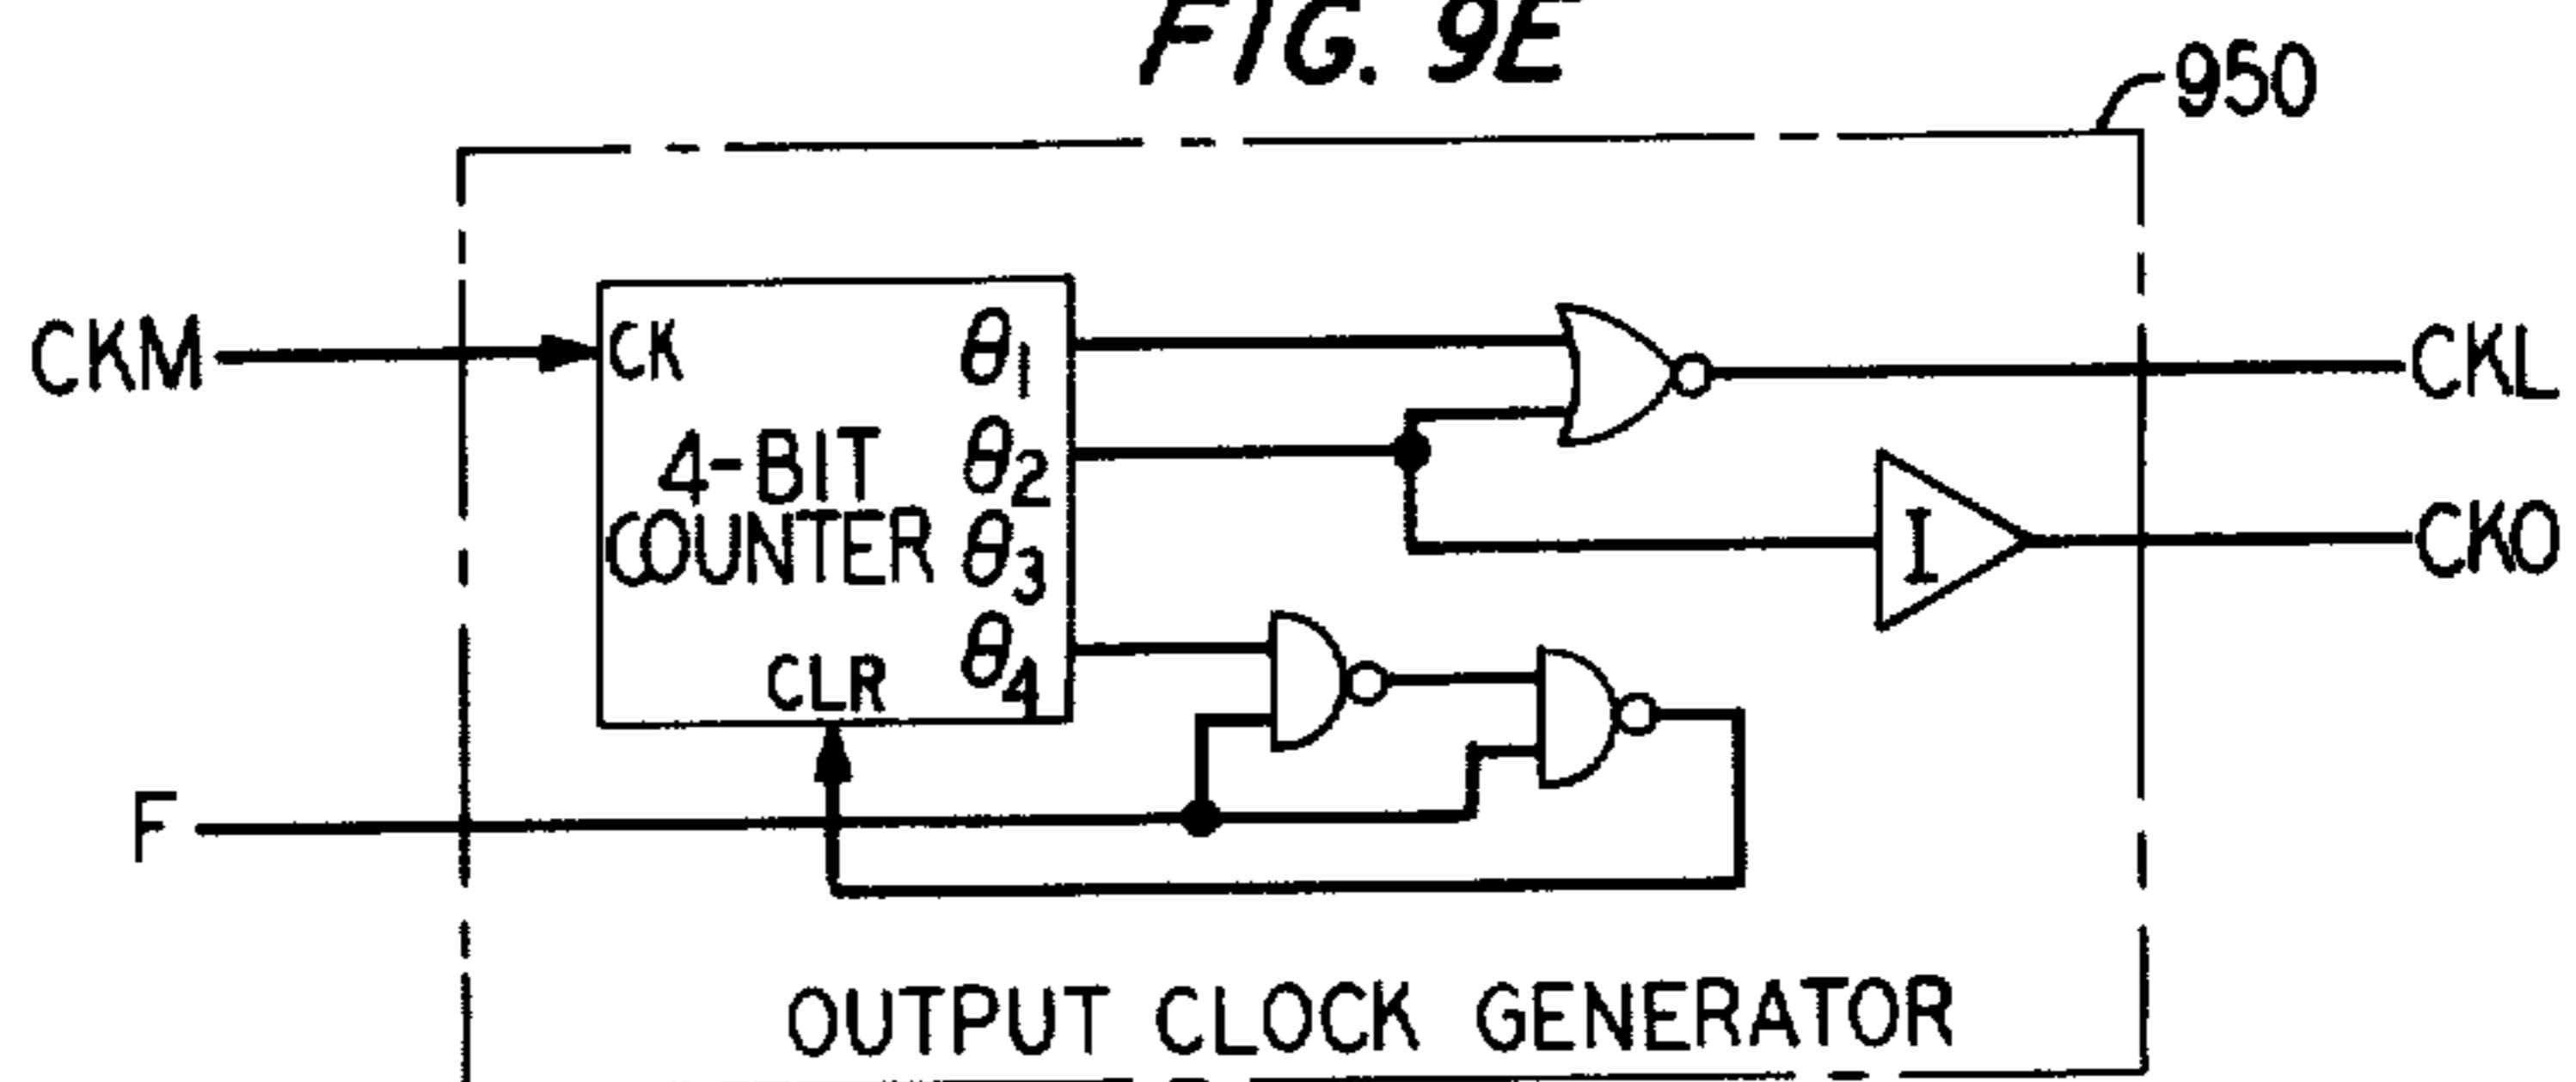 FIG. 9E
950
CKM
CK
θ1
CKL
4-BIT
θ2
COUNTER
θ3
I
CKO
CLR
θ4
F
OUTPUT CLOCK GENERATOR